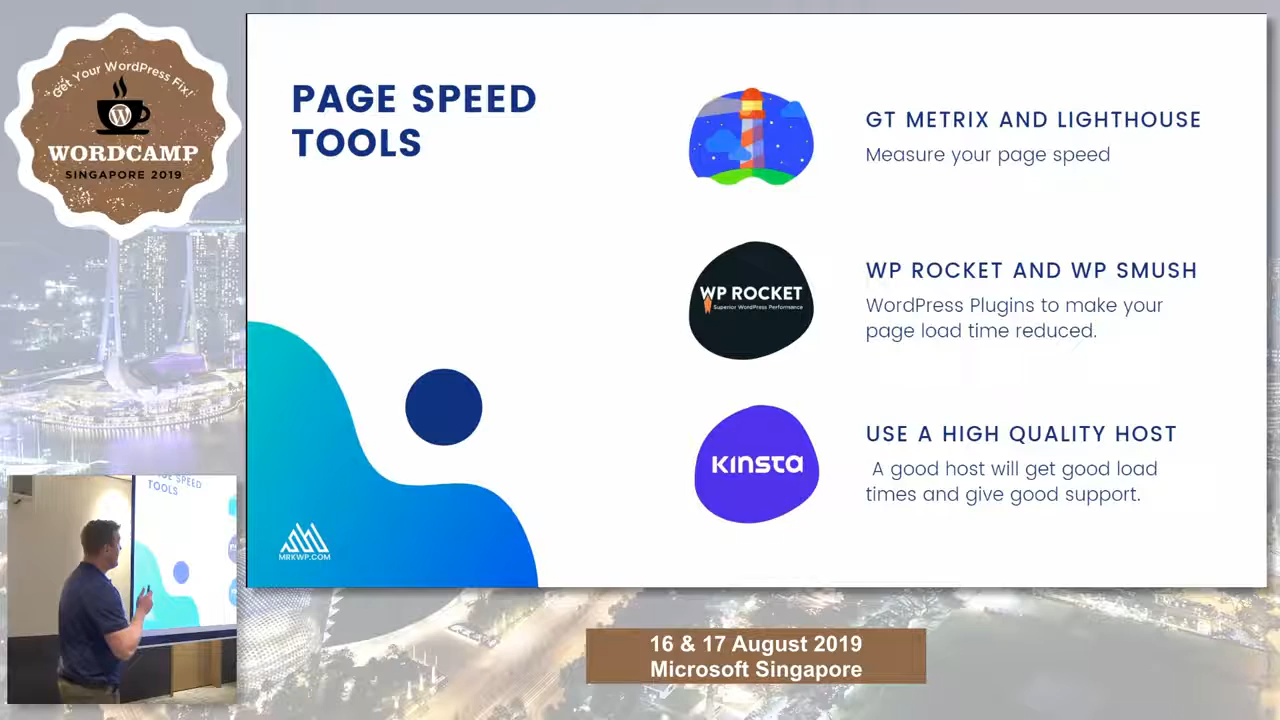 Get Your WordPress Fix!
WORDCAMP
SINGAPORE 2019
PAGE SPEED
TOOLS
GT METRIX AND LIGHTHOUSE
Measure your page speed
WP ROCKET
Superior WordPress Performance
WP ROCKET AND WP SMUSH
WordPress Plugins to make your
page load time reduced.
KINSTA
USE A HIGH QUALITY HOST
A good host will get good load
times and give good support.
MRKWP.COM
GE SPEED
TOOLS
16 & 17 August 2019
Microsoft Singapore